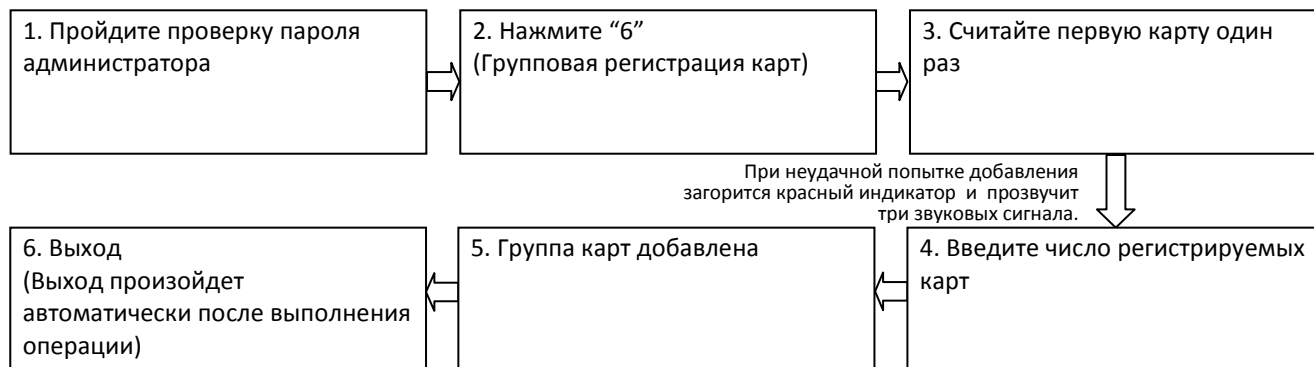 1. Пройдите проверку пароля
администратора
2. Нажмите “6”
(Групповая регистрация карт)
3. Считайте первую карту один
раз
При неудачной попытке добавления
загорится красный индикатор и прозвучит
три звуковых сигнала.
4. Введите число регистрируемых
карт
5. Группа карт добавлена
6. Выход
(Выход произойдет
автоматически после выполнения
операции)